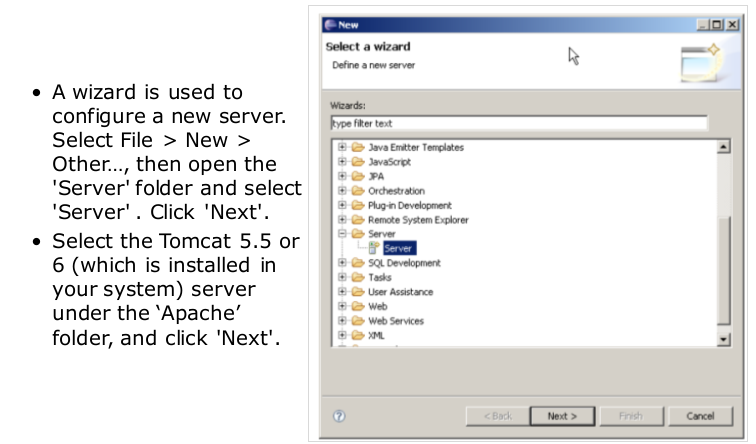 • A wizard is used to
configure a new server.
Select File > New >
Other…, then open the
'Server' folder and select
'Server' . Click 'Next'.
• Select the Tomcat 5.5 or
6 (which is installed in
your system) server
under the ‘Apache’
folder, and click 'Next'.
New
Select a wizard
Define a new server
Wizards:
type filter text
Java Emitter Templates
JavaScript
JPA
Orchestration
Plug-in Development
Remote System Explorer
Server
Server
SQL Development
Tasks
User Assistance
Web
Web Services
XML
< Back Next > Finish Cancel